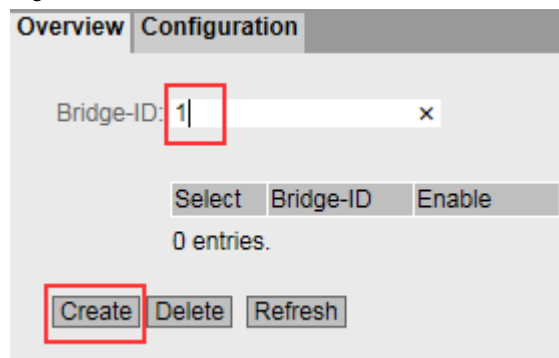 Overview Configuration
Bridge-ID: 1 ×
Select Bridge-ID Enable
0 entries.
Create Delete Refresh